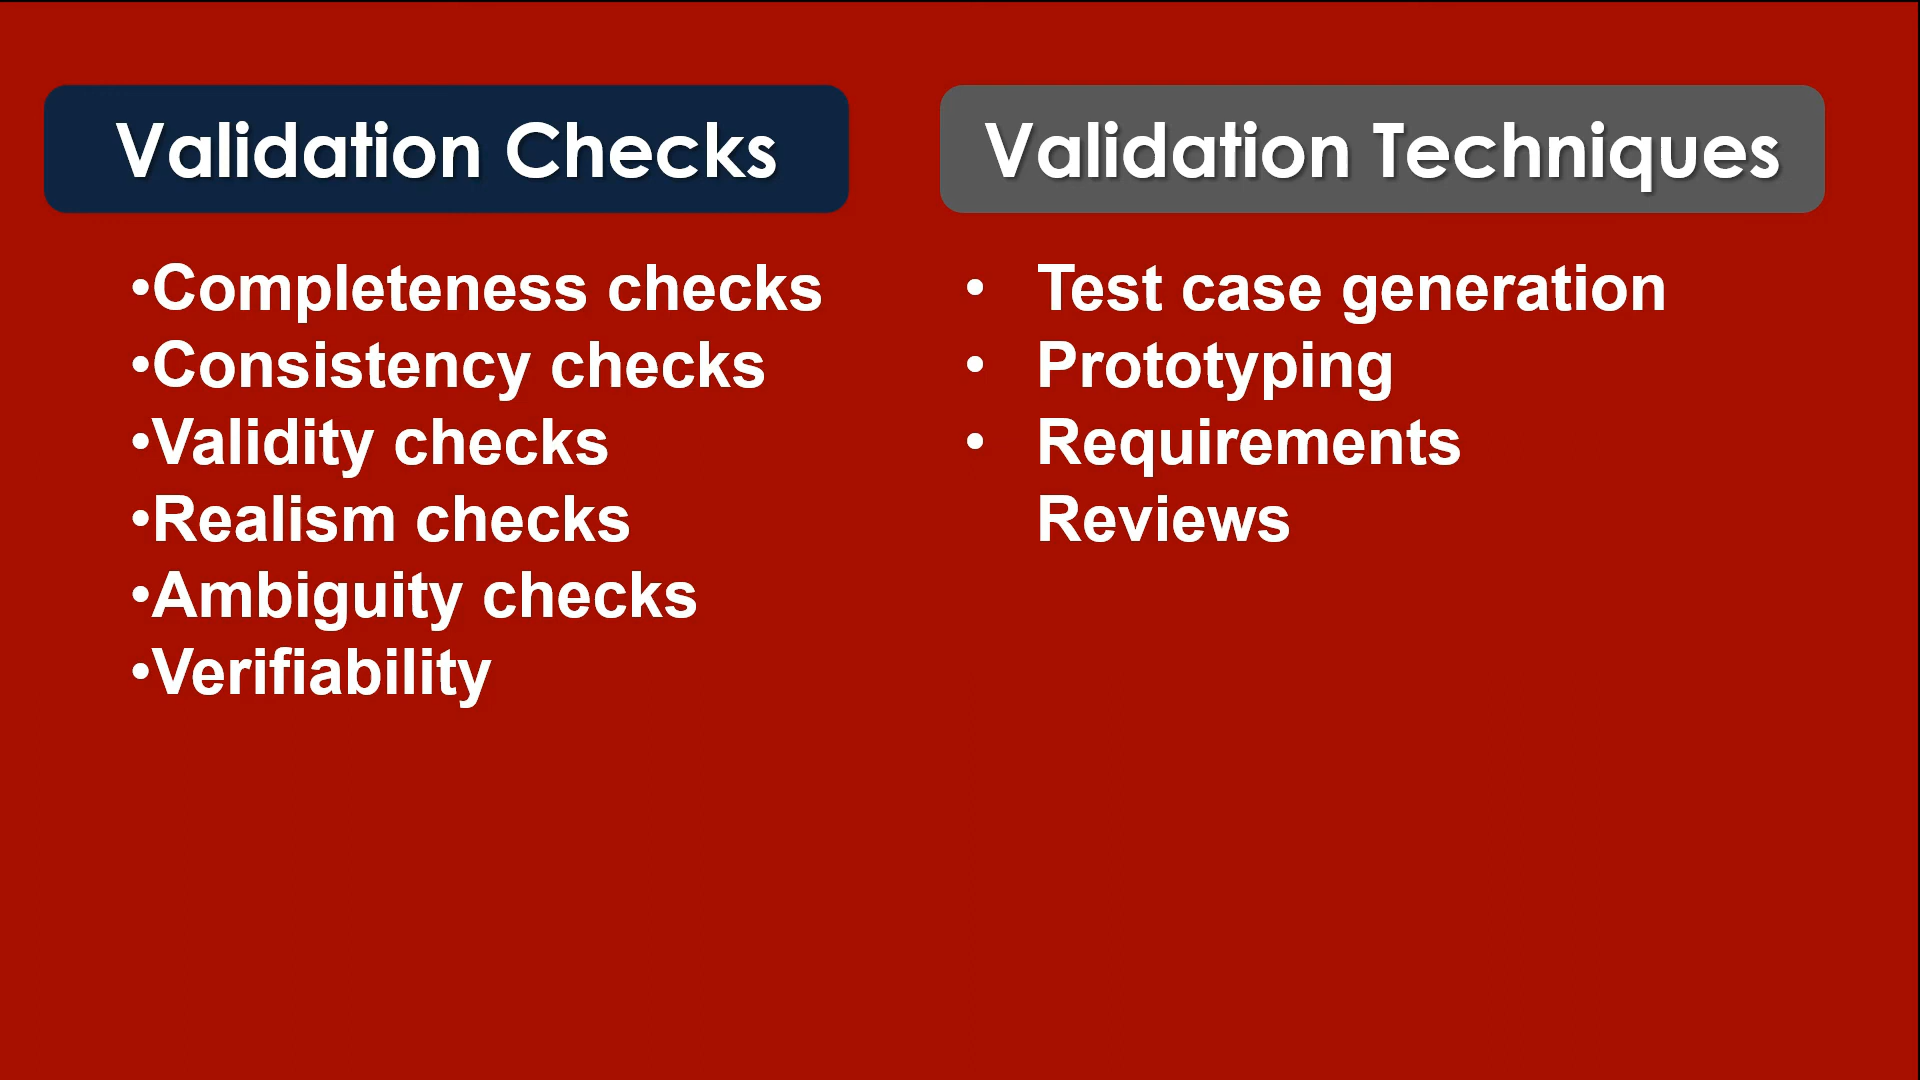 Validation Checks
•Completeness checks
•Consistency checks
•Validity checks
•Realism checks
•Ambiguity checks
•Verifiability
Validation Techniques
• Test case generation
• Prototyping
• Requirements
Reviews